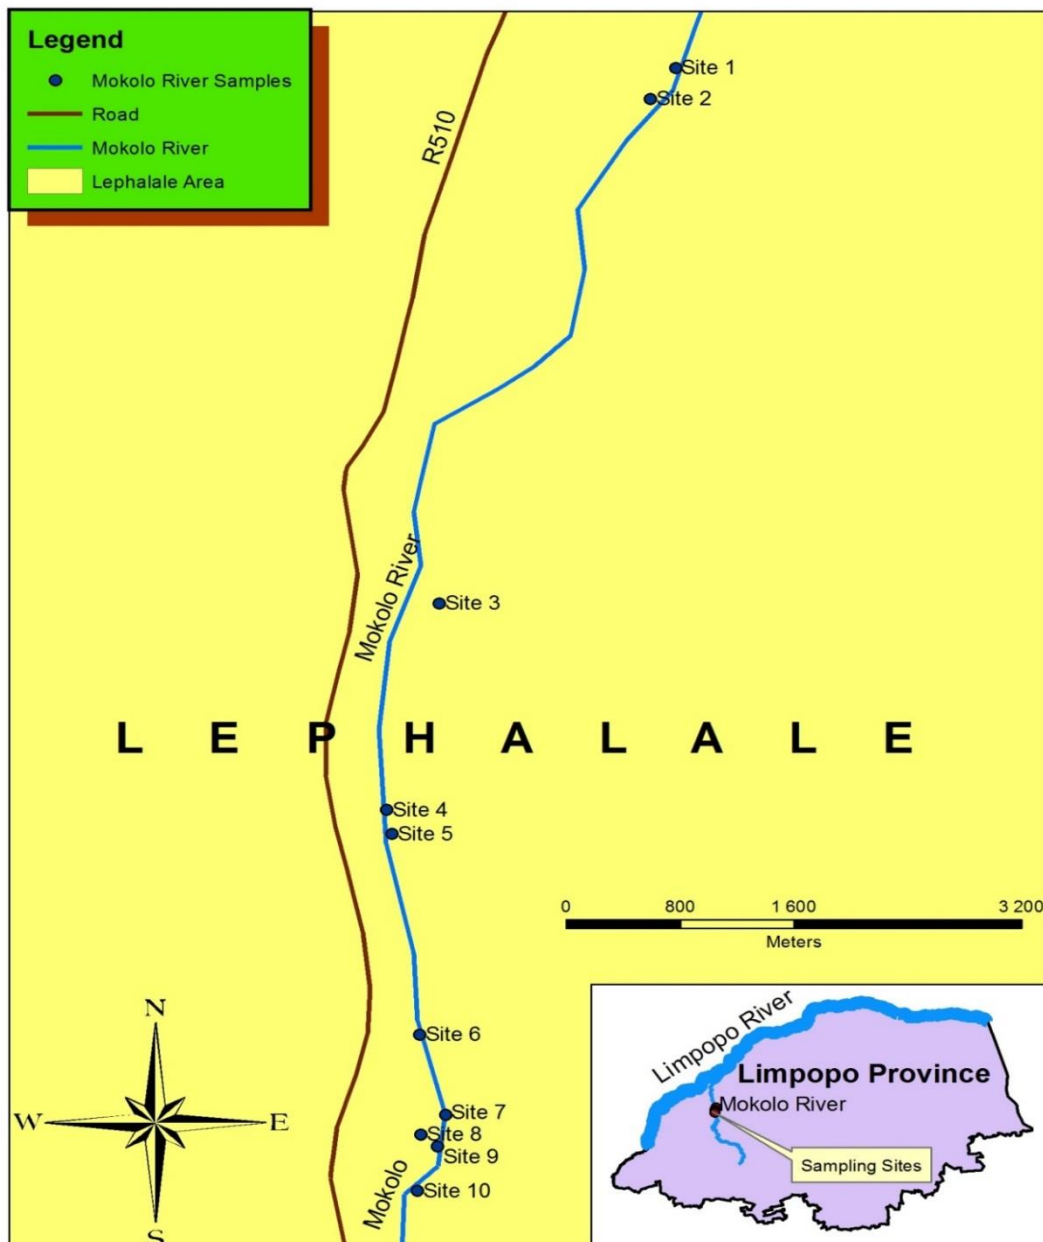 Legend
Mokolo River Samples
Road
Mokolo River
Lephalale Area
R510
Site 1
Site 2
Mokolo River
Site 3
LEPHALALE
Site 4
Site 5
0 800 1 600 3 200
Meters
N
W E
S
Site 6
Site 7
Site 8
Site 9
Mokolo
Site 10
Limpopo River
Limpopo Province
Mokolo River
Sampling Sites